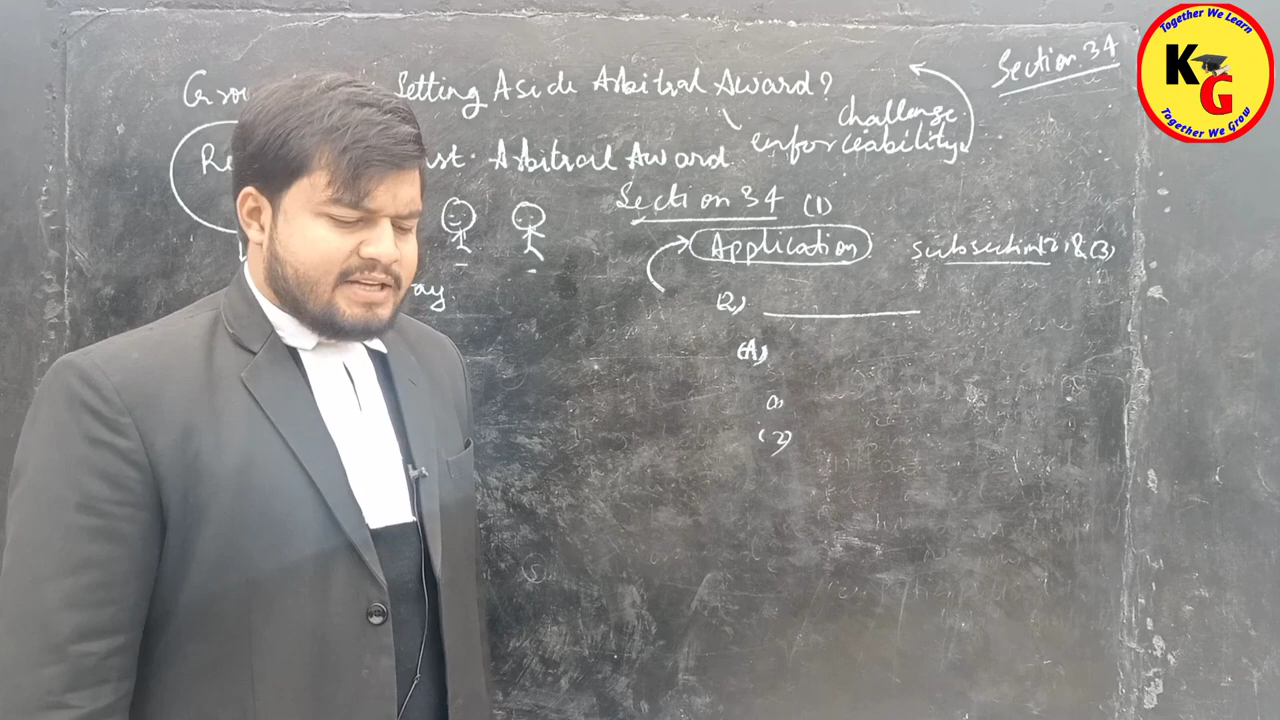 Together We Learn
KG
Together We Grow
Section 34
Setting Aside Arbitral Award?
challenge
enforceability
Arbitral Award
Section 34 (1)
Application
subsection (2) & (3)
(2)
(A)
(2)